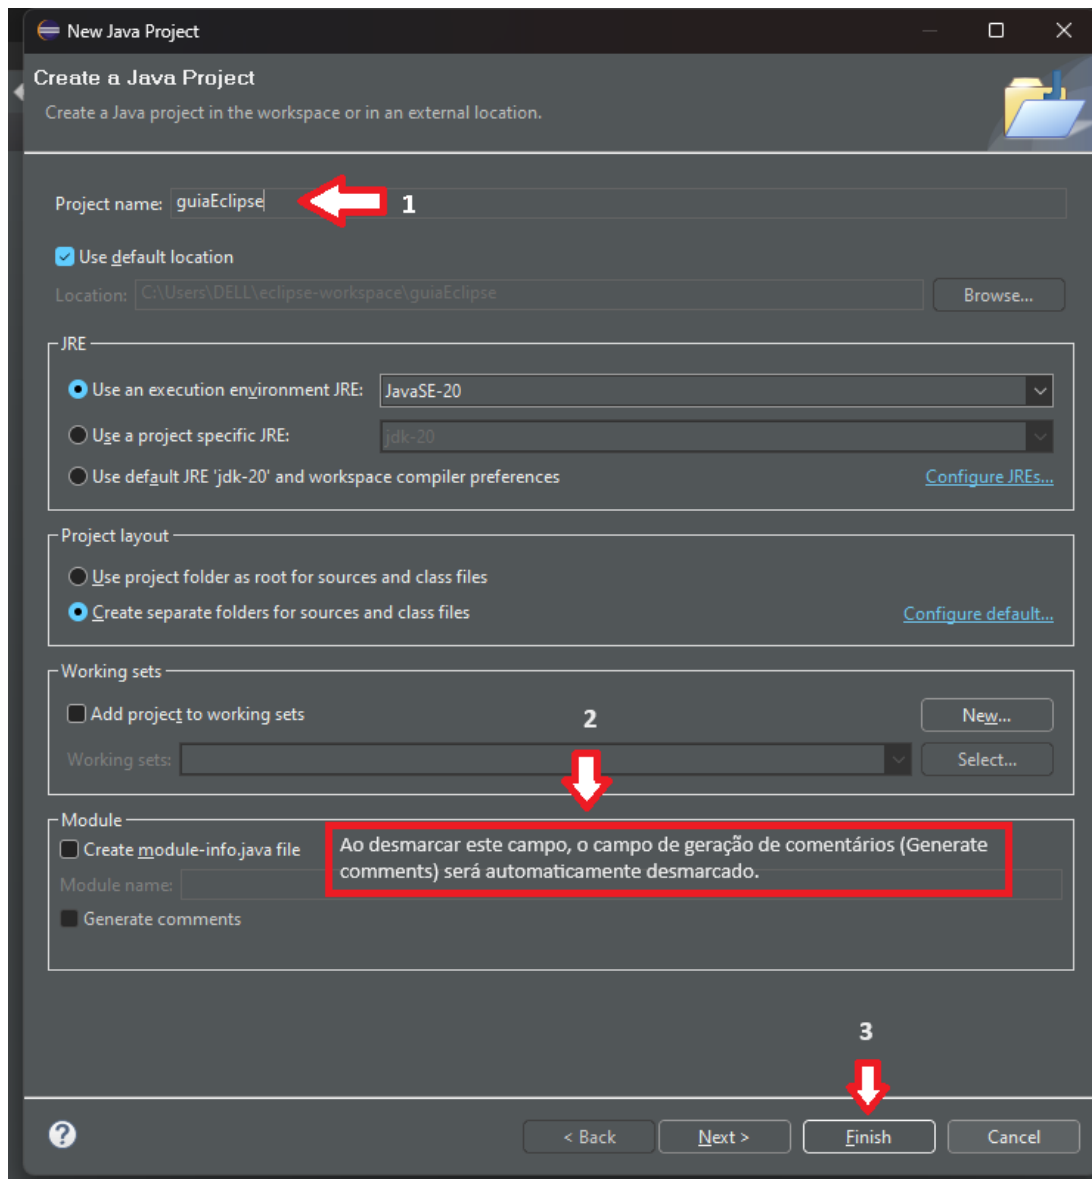 New Java Project
Create a Java Project
Create a Java project in the workspace or in an external location.
Project name: guiaEclipse
1
Use default location
Location: C:\Users\DELL\eclipse-workspace\guiaEclipse
Browse...
JRE
Use an execution environment JRE: JavaSE-20
Use a project specific JRE: jdk-20
Use default JRE 'jdk-20' and workspace compiler preferences
Configure JREs...
Project layout
Use project folder as root for sources and class files
Create separate folders for sources and class files
Configure default...
Working sets
Add project to working sets
2
New...
Working sets:
Select...
Module
Create module-info.java file
Ao desmarcar este campo, o campo de geração de comentários (Generate
comments) será automaticamente desmarcado.
Module name:
Generate comments
3
?
< Back
Next >
Finish
Cancel